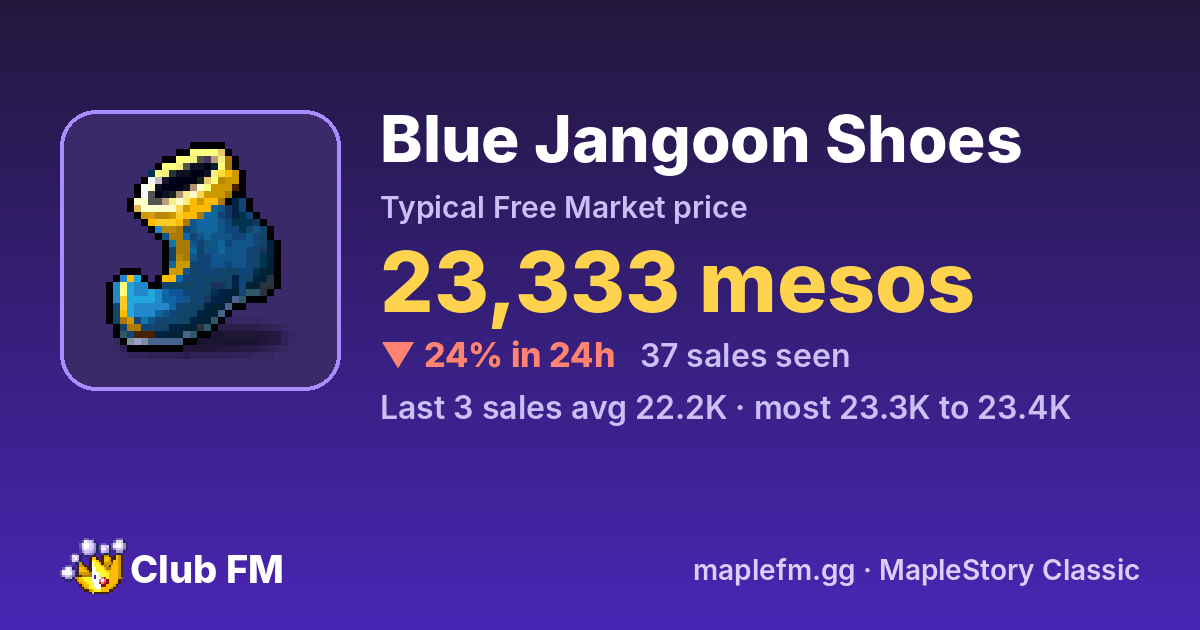 Blue Jangoon Shoes
Typical Free Market price
23,333 mesos
▼ 24% in 24h 37 sales seen
Last 3 sales avg 22.2K · most 23.3K to 23.4K
Club FM
maplefm.gg · MapleStory Classic